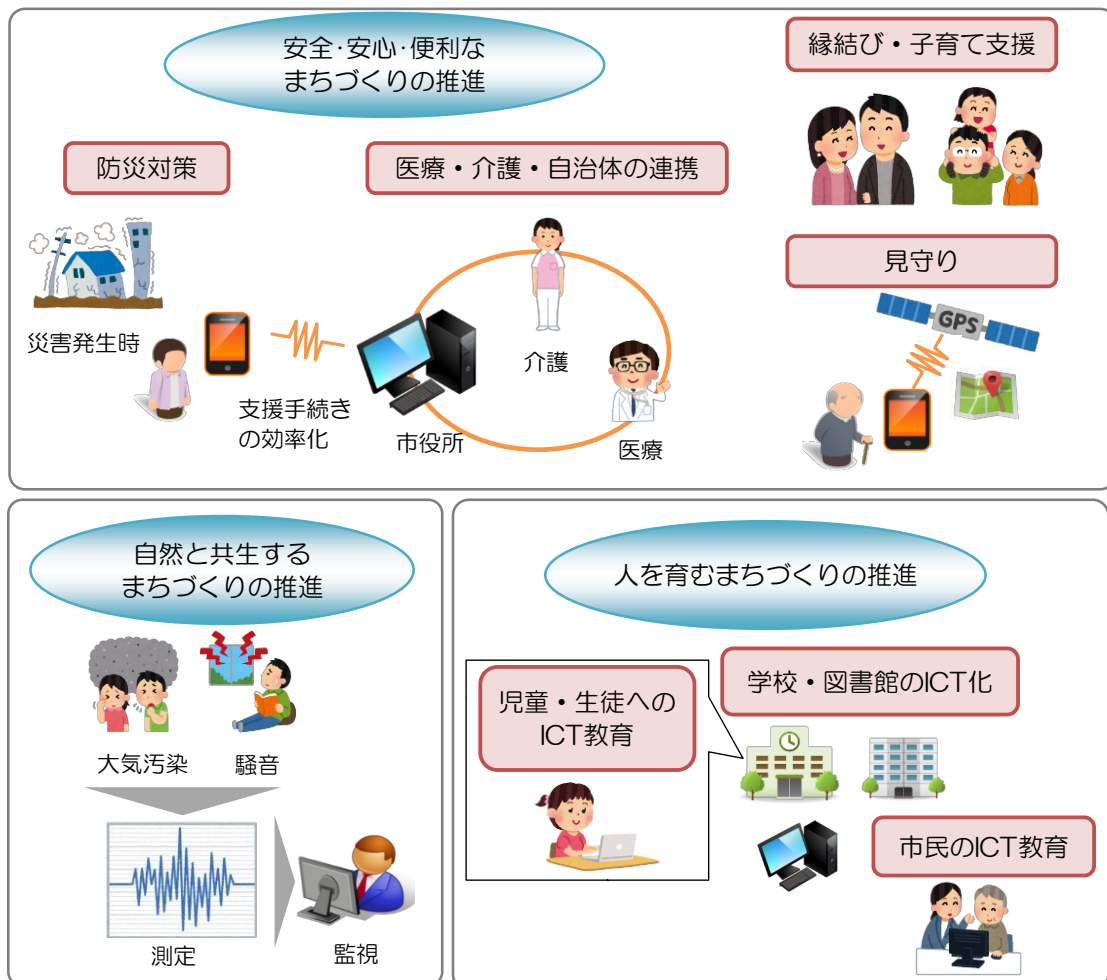 安全・安心・便利な
まちづくりの推進
縁結び・子育て支援
防災対策
医療・介護・自治体の連携
見守り
GPS
災害発生時
介護
支援手続き
の効率化
市役所
医療
自然と共生する
まちづくりの推進
大気汚染
騒音
測定
監視
人を育むまちづくりの推進
学校・図書館のICT化
児童・生徒への
ICT教育
市民のICT教育